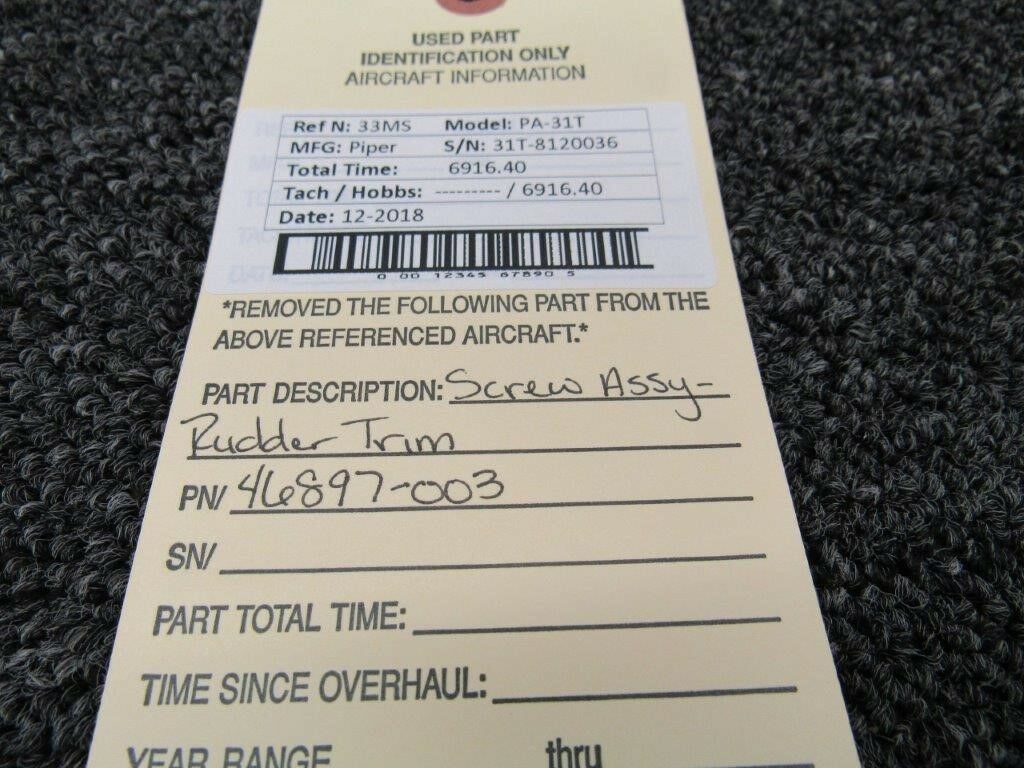 USED PART
IDENTIFICATION ONLY
AIRCRAFT INFORMATION
Ref N: 33MS Model: PA-31T
MFG: Piper S/N: 31T-8120036
Total Time: 6916.40
Tach / Hobbs: --------- / 6916.40
Date: 12-2018
0 00 12345 67890 5
*REMOVED THE FOLLOWING PART FROM THE
ABOVE REFERENCED AIRCRAFT.*
PART DESCRIPTION: Screw Assy-
Rudder Trim
PN/ 46897-003
SN/
PART TOTAL TIME:
TIME SINCE OVERHAUL:
YEAR RANGE thru